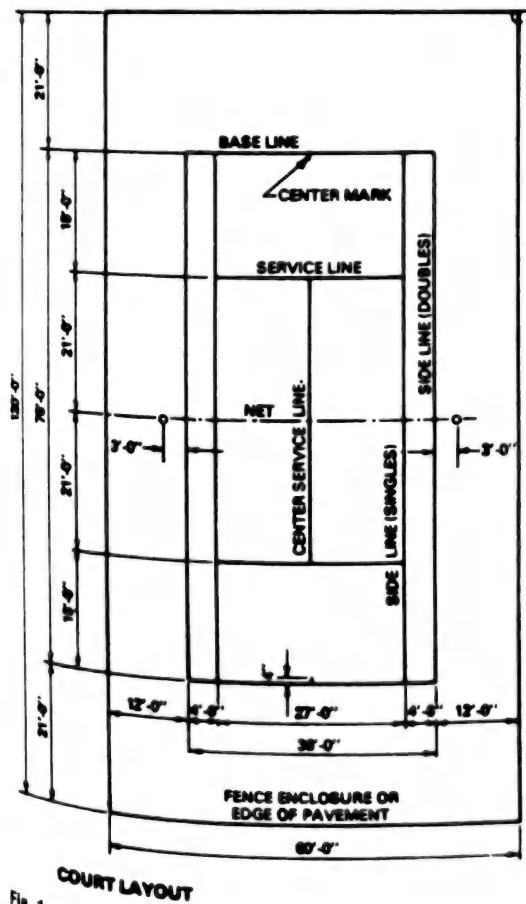 21'-0"
BASE LINE
CENTER MARK
18'-0"
SERVICE LINE
SIDE LINE (DOUBLES)
21'-0"
120'-0"
78'-0"
NET
3'-0"
3'-0"
CENTER SERVICE LINE
SIDE LINE (SINGLES)
21'-0"
18'-0"
21'-0"
12'-0"
4'-6"
27'-0"
4'-6"
12'-0"
36'-0"
FENCE ENCLOSURE OR
EDGE OF PAVEMENT
60'-0"
COURT LAYOUT